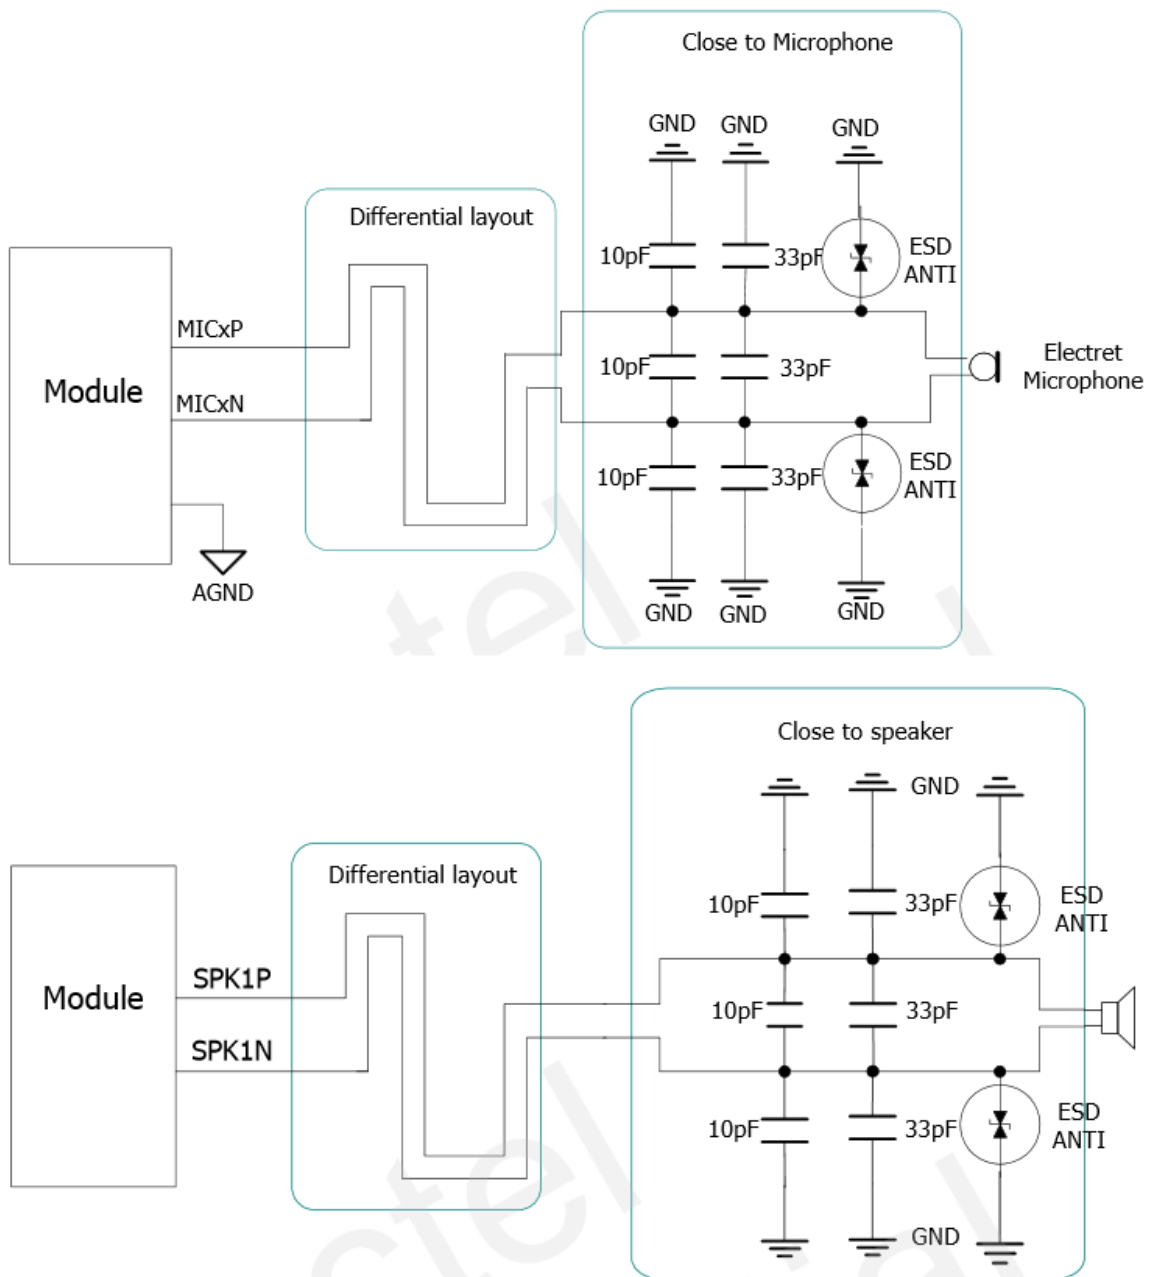 Close to Microphone
GND
GND
GND
Differential layout
10pF
33pF
ESD
ANTI
MICxP
10pF
33pF
Electret
Microphone
Module
MICxN
10pF
33pF
ESD
ANTI
AGND
GND
GND
GND
Close to speaker
GND
Differential layout
10pF
33pF
ESD
ANTI
SPK1P
Module
10pF
33pF
SPK1N
10pF
33pF
ESD
ANTI
GND